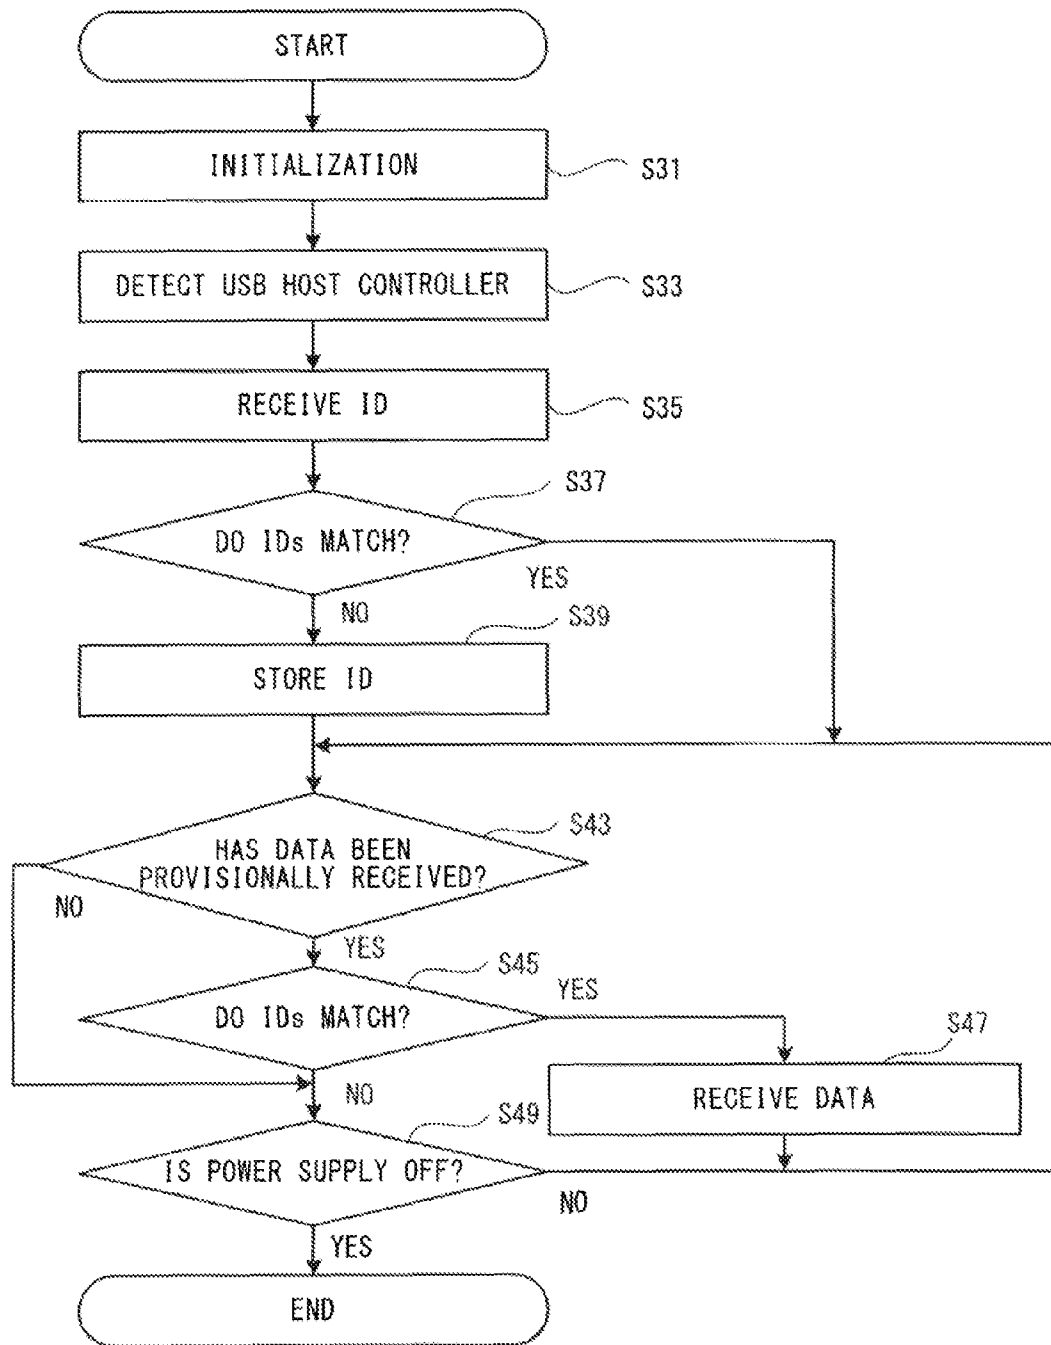 START
INITIALIZATION
S31
DETECT USB HOST CONTROLLER
S33
RECEIVE ID
S35
S37
DO IDs MATCH?
YES
NO
S39
STORE ID
S43
HAS DATA BEEN
PROVISIONALLY RECEIVED?
NO
YES
S45
DO IDs MATCH?
YES
S47
RECEIVE DATA
NO
S49
IS POWER SUPPLY OFF?
NO
YES
END